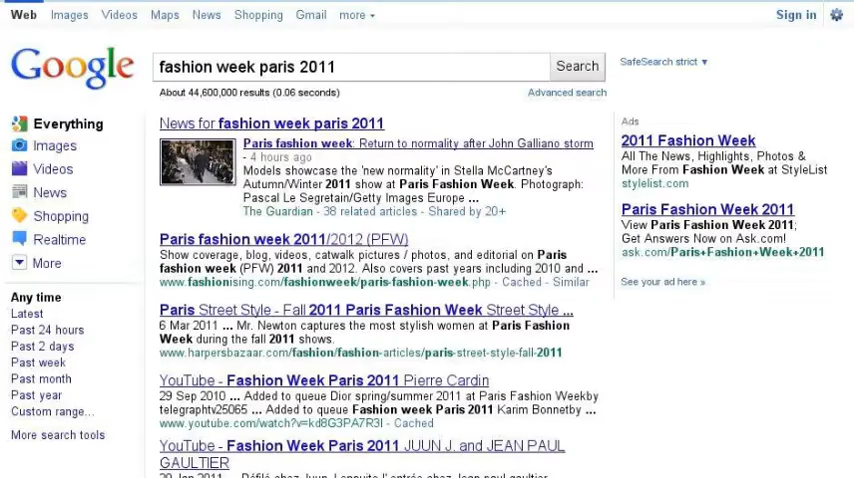 Web Images Videos Maps News Shopping Gmail more
Sign in
Google
fashion week paris 2011
Search
SafeSearch strict ▼
About 44,600,000 results (0.06 seconds)
Advanced search
Everything
Images
Videos
News
Shopping
Realtime
More
Any time
Latest
Past 24 hours
Past 2 days
Past week
Past month
Past year
Custom range...
More search tools
News for fashion week paris 2011
Paris fashion week: Return to normality after John Galliano storm
- 4 hours ago
Models showcase the 'new normality' in Stella McCartney's
Autumn/Winter 2011 show at Paris Fashion Week. Photograph:
Pascal Le Segretain/Getty Images Europe ...
The Guardian - 38 related articles - Shared by 20+
Paris fashion week 2011/2012 (PFW)
Show coverage, blog, videos, catwalk pictures / photos, and editorial on Paris
fashion week (PFW) 2011 and 2012. Also covers past years including 2010 and ...
www.fashionising.com/fashionweek/paris-fashion-week.php - Cached - Similar
Paris Street Style - Fall 2011 Paris Fashion Week Street Style ...
6 Mar 2011 ... Mr. Newton captures the most stylish women at Paris Fashion
Week during the fall 2011 shows.
www.harpersbazaar.com/fashion/fashion-articles/paris-street-style-fall-2011
YouTube - Fashion Week Paris 2011 Pierre Cardin
29 Sep 2010 ... Added to queue Dior spring/summer 2011 at Paris Fashion Weekby
telegraphtv25065 ... Added to queue Fashion week Paris 2011 Karim Bonnetby ...
www.youtube.com/watch?v=kd8G3PA7R3I - Cached
YouTube - Fashion Week Paris 2011 JUUN J. and JEAN PAUL
GAULTIER
Ads
2011 Fashion Week
All The News, Highlights, Photos &
More From Fashion Week at StyleList
stylelist.com
Paris Fashion Week 2011
View Paris Fashion Week 2011;
Get Answers Now on Ask.com!
ask.com/Paris+Fashion+Week+2011
See your ad here »